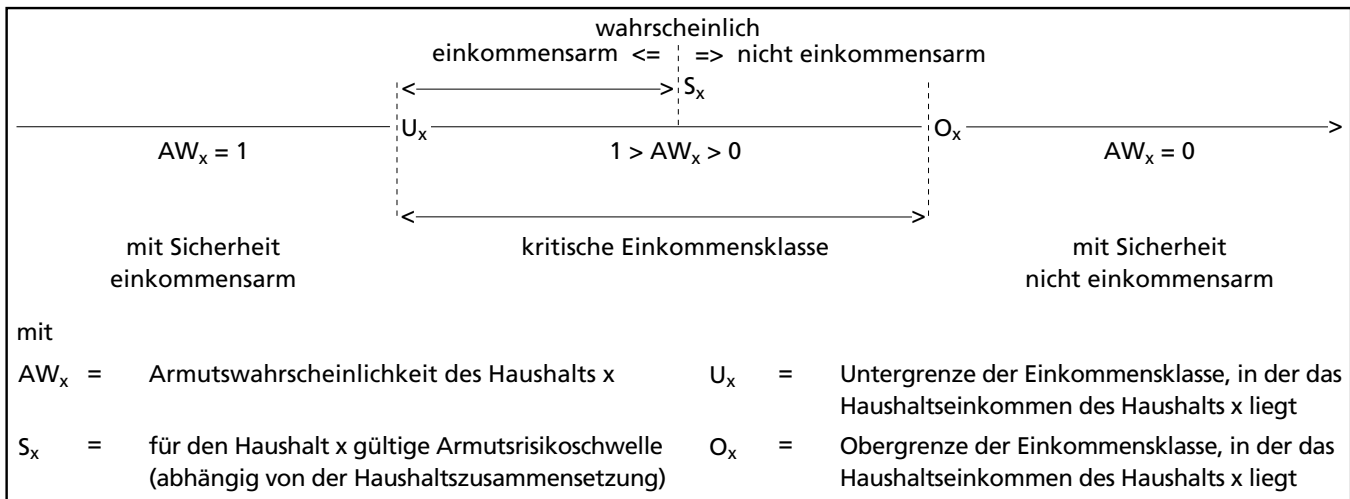 wahrscheinlich
einkommensarm <= => nicht einkommensarm
Sₓ
Uₓ Oₓ
AWₓ = 1 1 > AWₓ > 0 AWₓ = 0
mit Sicherheit kritische Einkommensklasse mit Sicherheit
einkommensarm nicht einkommensarm
mit
AWₓ = Armutswahrscheinlichkeit des Haushalts x Uₓ = Untergrenze der Einkommensklasse, in der das
Haushaltseinkommen des Haushalts x liegt
Sₓ = für den Haushalt x gültige Armutsrisikoschwelle Oₓ = Obergrenze der Einkommensklasse, in der das
(abhängig von der Haushaltszusammensetzung) Haushaltseinkommen des Haushalts x liegt